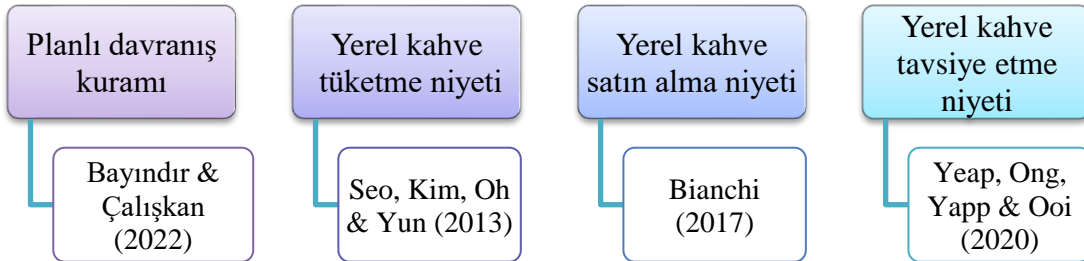 Planlı davranış
kuramı
Bayındır &
Çalışkan
(2022)
Yerel kahve
tüketme niyeti
Seo, Kim, Oh
& Yun (2013)
Yerel kahve
satın alma niyeti
Bianchi
(2017)
Yerel kahve
tavsiye etme
niyeti
Yeap, Ong,
Yapp & Ooi
(2020)